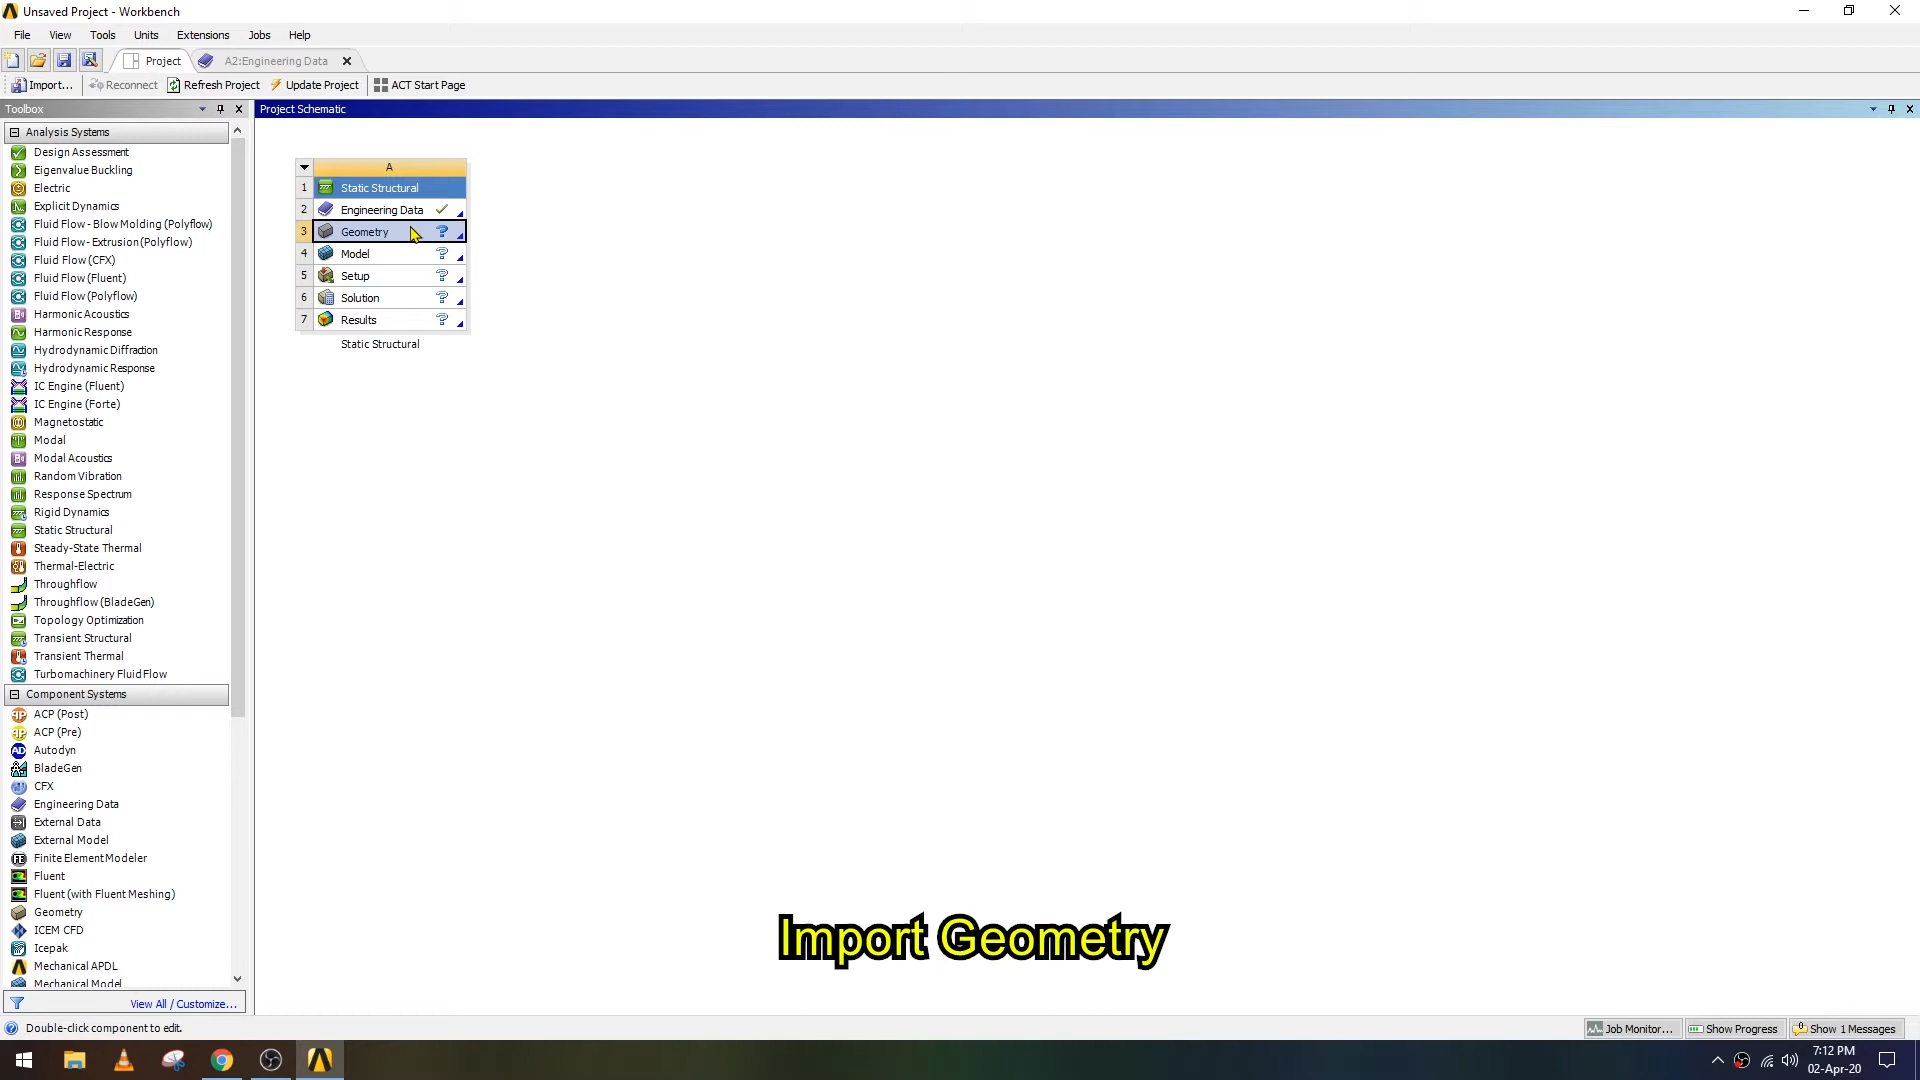 Unsaved Project - Workbench
File View Tools Units Extensions Jobs Help
Project A2:Engineering Data
Import... Reconnect Refresh Project Update Project ACT Start Page
Toolbox
Project Schematic
Analysis Systems
Design Assessment
Eigenvalue Buckling
Electric
Explicit Dynamics
Fluid Flow - Blow Molding (Polyflow)
Fluid Flow - Extrusion (Polyflow)
Fluid Flow (CFX)
Fluid Flow (Fluent)
Fluid Flow (Polyflow)
Harmonic Acoustics
Harmonic Response
Hydrodynamic Diffraction
Hydrodynamic Response
IC Engine (Fluent)
IC Engine (Forte)
Magnetostatic
Modal
Modal Acoustics
Random Vibration
Response Spectrum
Rigid Dynamics
Static Structural
Steady-State Thermal
Thermal-Electric
Throughflow
Throughflow (BladeGen)
Topology Optimization
Transient Structural
Transient Thermal
Turbomachinery Fluid Flow
Component Systems
ACP (Post)
ACP (Pre)
Autodyn
BladeGen
CFX
Engineering Data
External Data
External Model
Finite Element Modeler
Fluent
Fluent (with Fluent Meshing)
Geometry
ICEM CFD
Icepak
Mechanical APDL
Mechanical Model
View All / Customize...
A
1 Static Structural
2 Engineering Data
3 Geometry ?
4 Model ?
5 Setup ?
6 Solution ?
7 Results ?
Static Structural
Import Geometry
Double-click component to edit.
Job Monitor... Show Progress Show 1 Messages
7:12 PM
02-Apr-20